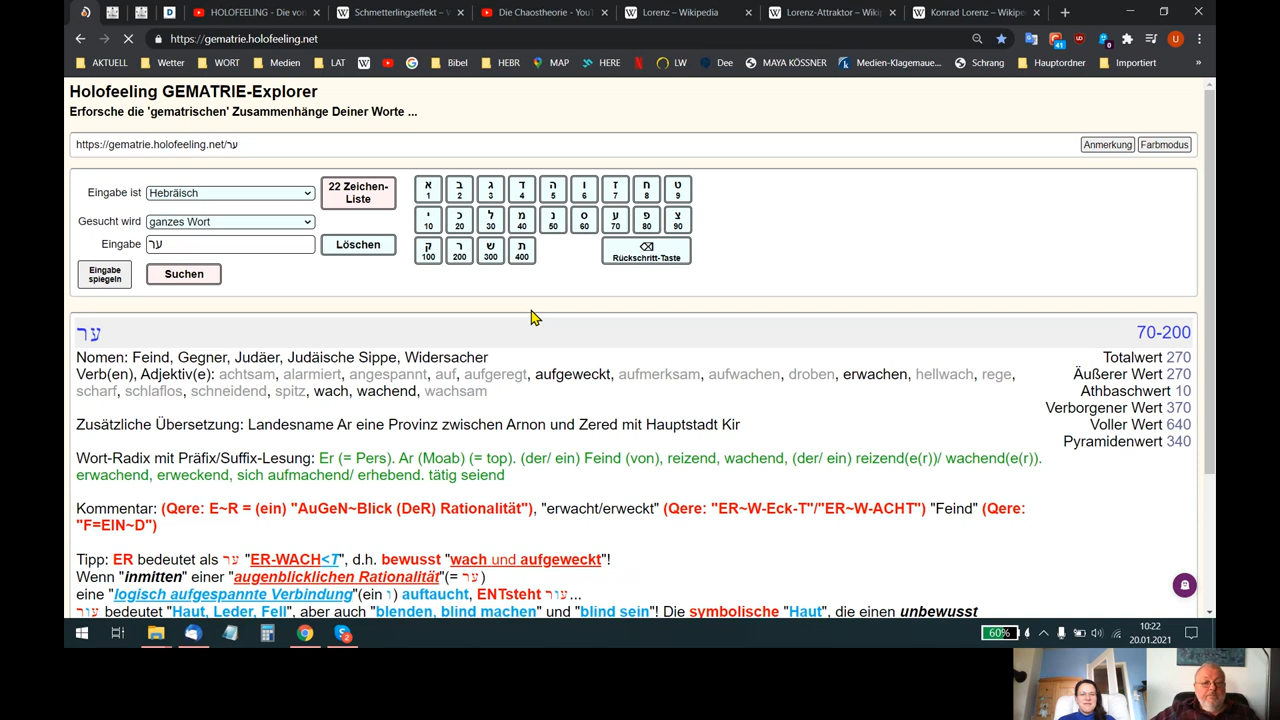 HOLOFEELING - Die von
Schmetterlingseffekt –
Die Chaostheorie - YouT
Lorenz – Wikipedia
Lorenz-Attraktor – Wikip
Konrad Lorenz – Wikipe
https://gematrie.holofeeling.net
AKTUELL
Wetter
WORT
Medien
LAT
Bibel
HEBR
MAP
HERE
LW
Dee
MAYA KÖSSNER
Medien-Klagemaue...
Schrang
Hauptordner
Importiert
Holofeeling GEMATRIE-Explorer
Erforsche die 'gematrischen' Zusammenhänge Deiner Worte ...
https://gematrie.holofeeling.net/ער
Anmerkung
Farbmodus
Eingabe ist Hebräisch
22 Zeichen-Liste
Gesucht wird ganzes Wort
Eingabe ער
Löschen
Eingabe spiegeln
Suchen
א 1 ב 2 ג 3 ד 4 ה 5 ו 6 ז 7 ח 8 ט 9
י 10 כ 20 ל 30 מ 40 נ 50 ס 60 ע 70 פ 80 צ 90
ק 100 ר 200 ש 300 ת 400 Rückschritt-Taste
ער 70-200
Nomen: Feind, Gegner, Judäer, Judäische Sippe, Widersacher
Verb(en), Adjektiv(e): achtsam, alarmiert, angespannt, auf, aufgeregt, aufgeweckt, aufmerksam, aufwachen, droben, erwachen, hellwach, rege,
scharf, schlaflos, schneidend, spitz, wach, wachend, wachsam
Totalwert 270
Äußerer Wert 270
Athbaschwert 10
Verborgener Wert 370
Voller Wert 640
Pyramidenwert 340
Zusätzliche Übersetzung: Landesname Ar eine Provinz zwischen Arnon und Zered mit Hauptstadt Kir
Wort-Radix mit Präfix/Suffix-Lesung: Er (= Pers). Ar (Moab) (= top). (der/ ein) Feind (von), reizend, wachend, (der/ ein) reizend(e(r))/ wachend(e(r)).
erwachend, erweckend, sich aufmachend/ erhebend. tätig seiend
Kommentar: (Qere: E~R = (ein) "AuGeN~Blick (DeR) Rationalität"), "erwacht/erweckt" (Qere: "ER~W-Eck-T"/"ER~W-ACHT") "Feind" (Qere:
"F=EIN~D")
Tipp: ER bedeutet als ער "ER-WACH<T", d.h. bewusst "wach und aufgeweckt"!
Wenn "inmitten" einer "augenblicklichen Rationalität"(= ער)
eine "logisch aufgespannte Verbindung"(ein ו) auftaucht, ENTsteht עור...
עור bedeutet "Haut, Leder, Fell", aber auch "blenden, blind machen" und "blind sein"! Die symbolische "Haut", die einen unbewusst
60%
10:22
20.01.2021